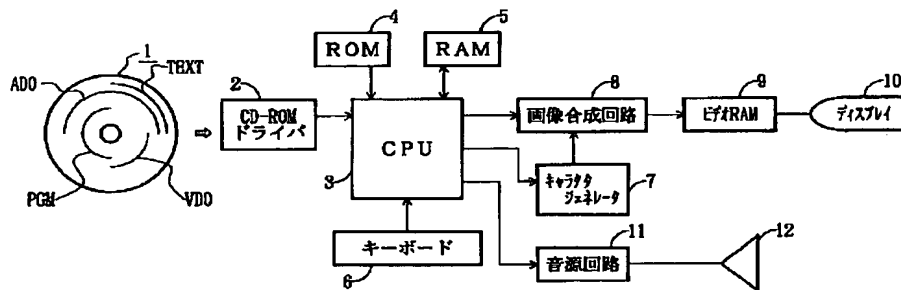 1
TEXT
ADO
PGM
VDO
2
CD-ROM
ドライバ
4
ROM
5
RAM
CPU
3
キーボード
6
8
画像合成回路
キャラクタ
ジェネレータ
7
9
ビデオRAM
10
ディスプレイ
11
音源回路
12